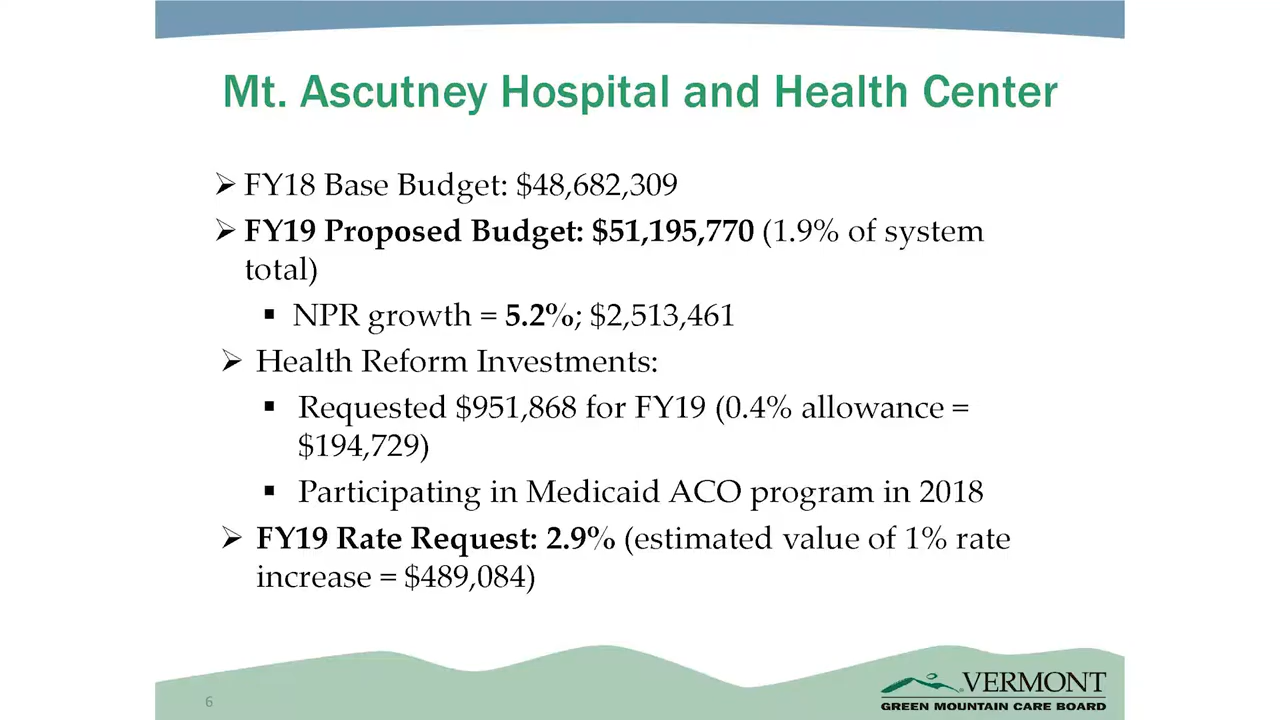 Mt. Ascutney Hospital and Health Center
➢ FY18 Base Budget: $48,682,309
➢ FY19 Proposed Budget: $51,195,770 (1.9% of system
total)
▪ NPR growth = 5.2%; $2,513,461
➢ Health Reform Investments:
▪ Requested $951,868 for FY19 (0.4% allowance =
$194,729)
▪ Participating in Medicaid ACO program in 2018
➢ FY19 Rate Request: 2.9% (estimated value of 1% rate
increase = $489,084)
6
VERMONT
GREEN MOUNTAIN CARE BOARD